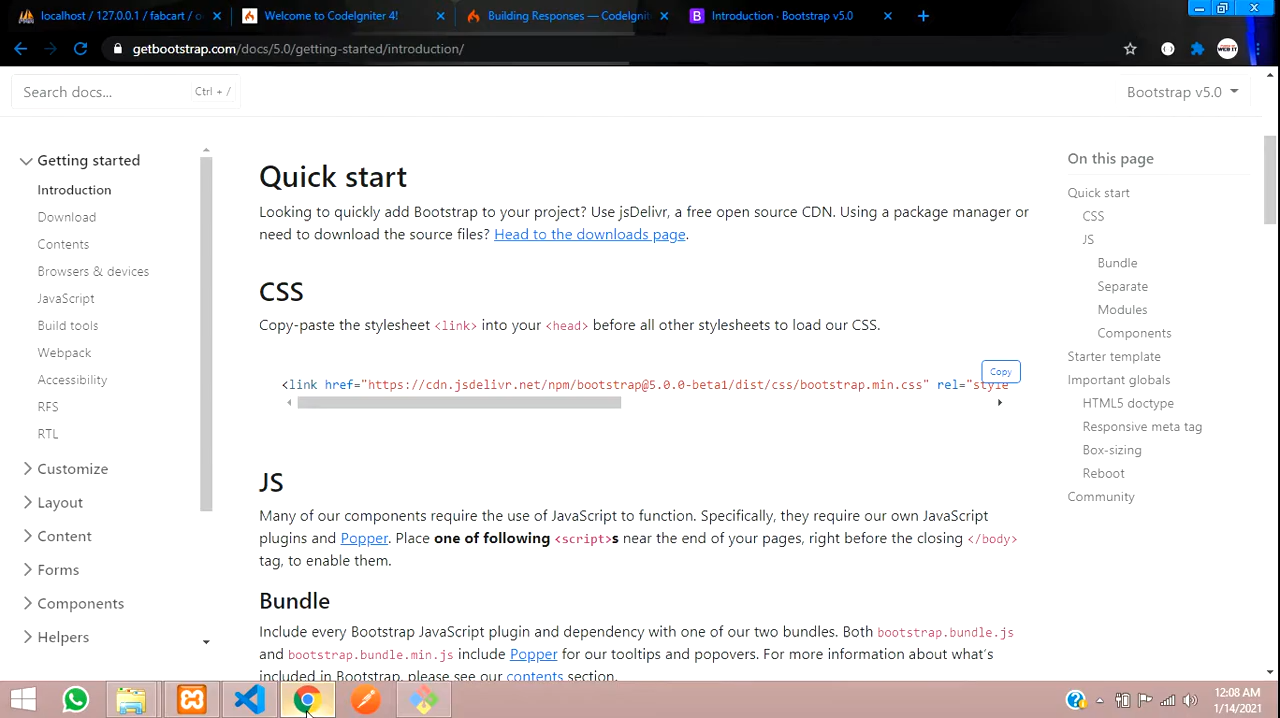 localhost / 127.0.0.1 / fabcart / o
Welcome to CodeIgniter 4!
Building Responses — CodeIgnit
Introduction · Bootstrap v5.0
getbootstrap.com/docs/5.0/getting-started/introduction/
Search docs...
Ctrl + /
Bootstrap v5.0
Getting started
Introduction
Download
Contents
Browsers & devices
JavaScript
Build tools
Webpack
Accessibility
RFS
RTL
Customize
Layout
Content
Forms
Components
Helpers
Quick start
Looking to quickly add Bootstrap to your project? Use jsDelivr, a free open source CDN. Using a package manager or
need to download the source files? Head to the downloads page.
CSS
Copy-paste the stylesheet <link> into your <head> before all other stylesheets to load our CSS.
Copy
<link href="https://cdn.jsdelivr.net/npm/bootstrap@5.0.0-beta1/dist/css/bootstrap.min.css" rel="style
JS
Many of our components require the use of JavaScript to function. Specifically, they require our own JavaScript
plugins and Popper. Place one of following <script>s near the end of your pages, right before the closing </body>
tag, to enable them.
Bundle
Include every Bootstrap JavaScript plugin and dependency with one of our two bundles. Both bootstrap.bundle.js
and bootstrap.bundle.min.js include Popper for our tooltips and popovers. For more information about what's
included in Bootstrap, please see our contents section.
On this page
Quick start
CSS
JS
Bundle
Separate
Modules
Components
Starter template
Important globals
HTML5 doctype
Responsive meta tag
Box-sizing
Reboot
Community
12:08 AM
1/14/2021